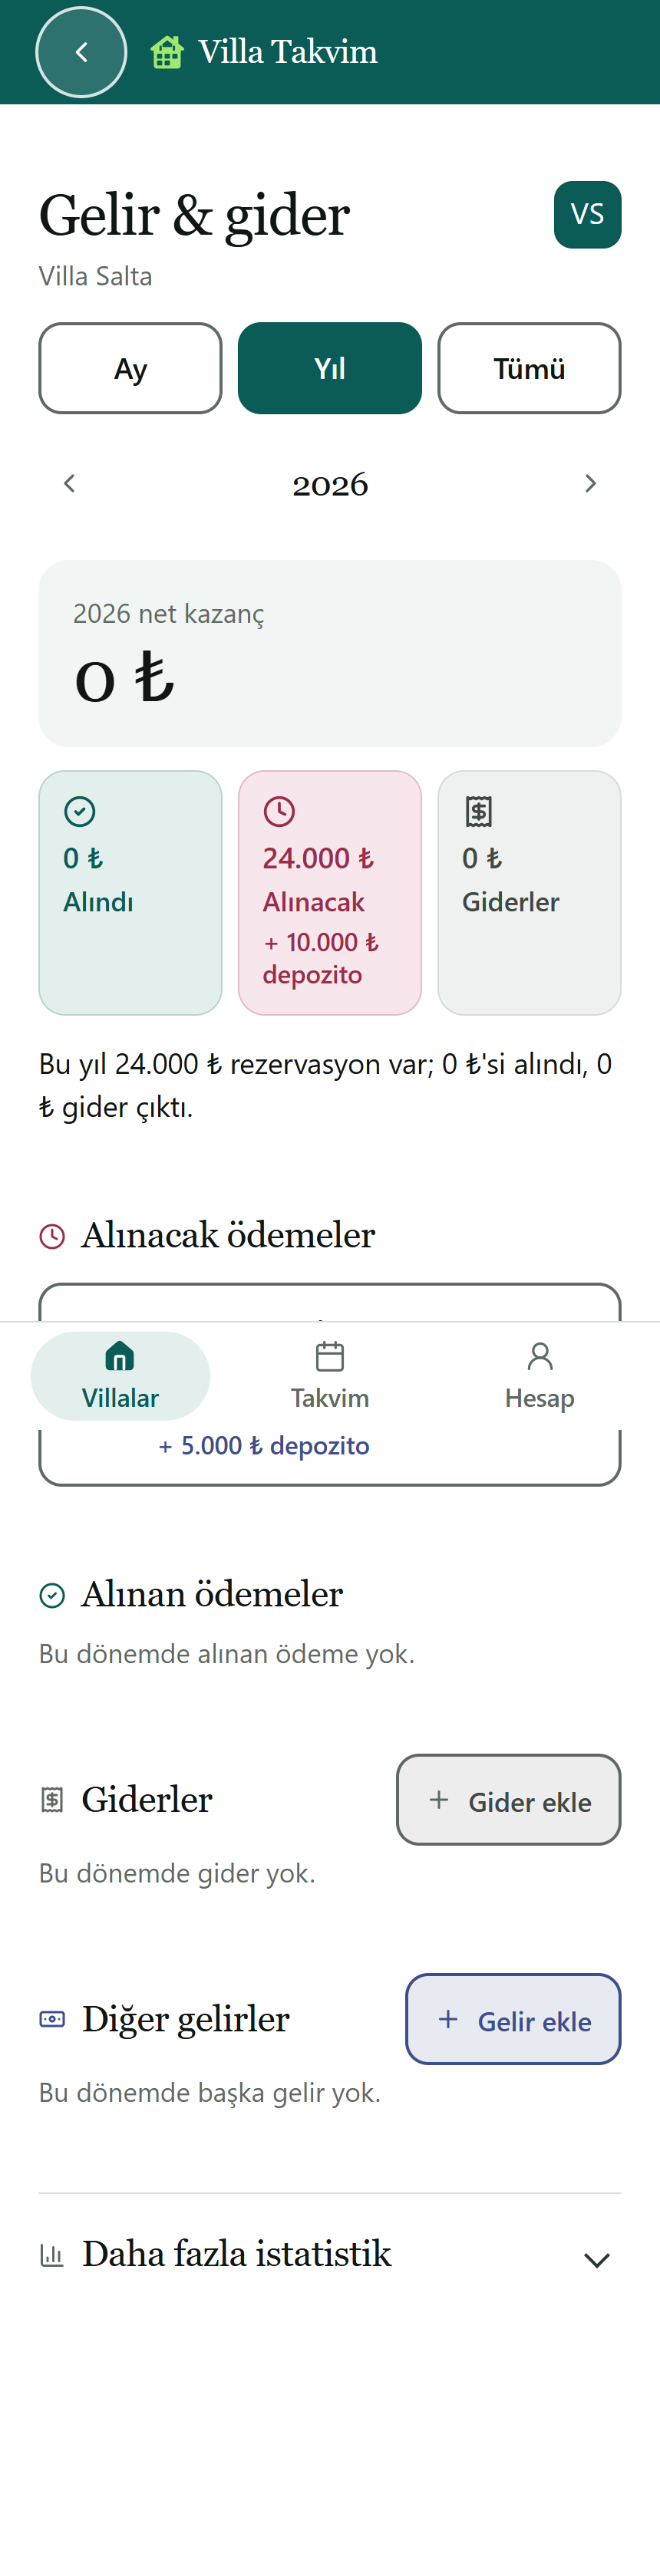 Villa Takvim
Gelir & gider
VS
Villa Salta
Ay
Yıl
Tümü
2026
2026 net kazanç
0 ₺
0 ₺
Alındı
24.000 ₺
Alınacak
+ 10.000 ₺
depozito
0 ₺
Giderler
Bu yıl 24.000 ₺ rezervasyon var; 0 ₺'si alındı, 0
₺ gider çıktı.
Alınacak ödemeler
Villalar
Takvim
Hesap
+ 5.000 ₺ depozito
Alınan ödemeler
Bu dönemde alınan ödeme yok.
Giderler
+ Gider ekle
Bu dönemde gider yok.
Diğer gelirler
+ Gelir ekle
Bu dönemde başka gelir yok.
Daha fazla istatistik